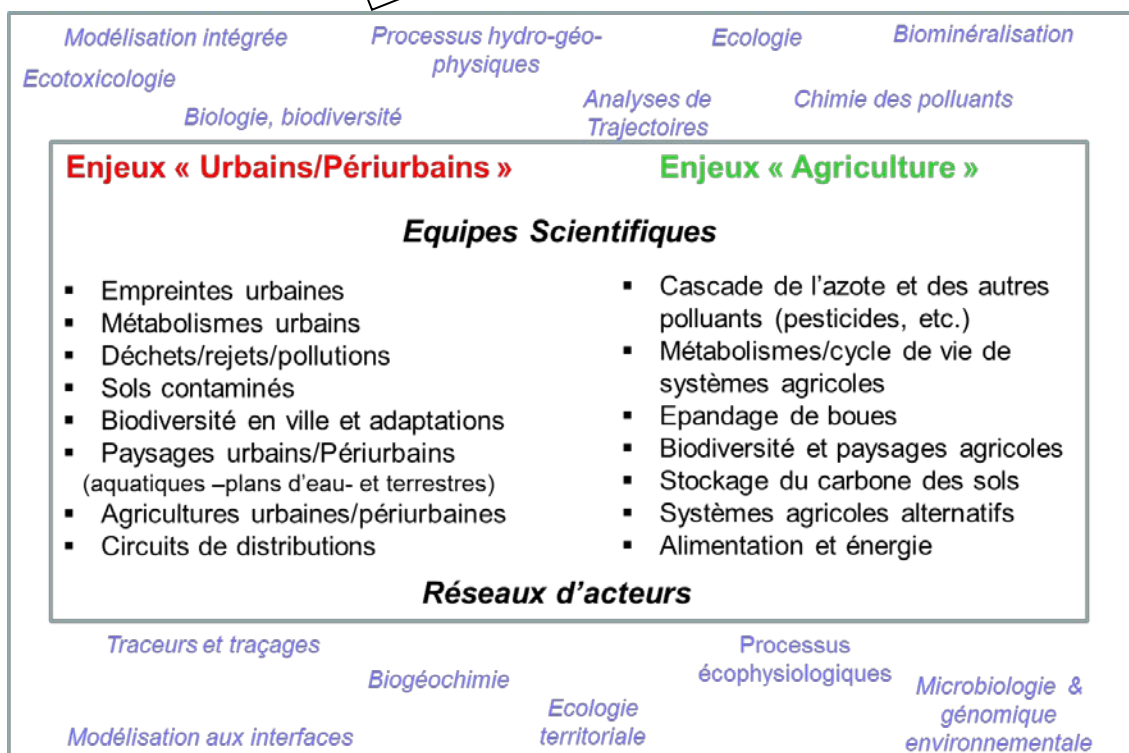 Modélisation intégrée
Processus hydro-géo-
physiques
Ecologie
Biominéralisation
Ecotoxicologie
Biologie, biodiversité
Analyses de
Trajectoires
Chimie des polluants
Enjeux « Urbains/Périurbains »
Enjeux « Agriculture »
Equipes Scientifiques
▪ Empreintes urbaines
▪ Métabolismes urbains
▪ Déchets/rejets/pollutions
▪ Sols contaminés
▪ Biodiversité en ville et adaptations
▪ Paysages urbains/Périurbains
(aquatiques –plans d'eau- et terrestres)
▪ Agricultures urbaines/périurbaines
▪ Circuits de distributions
▪ Cascade de l'azote et des autres
polluants (pesticides, etc.)
▪ Métabolismes/cycle de vie de
systèmes agricoles
▪ Epandage de boues
▪ Biodiversité et paysages agricoles
▪ Stockage du carbone des sols
▪ Systèmes agricoles alternatifs
▪ Alimentation et énergie
Réseaux d'acteurs
Traceurs et traçages
Biogéochimie
Processus
écophysiologiques
Modélisation aux interfaces
Ecologie
territoriale
Microbiologie &
génomique
environnementale